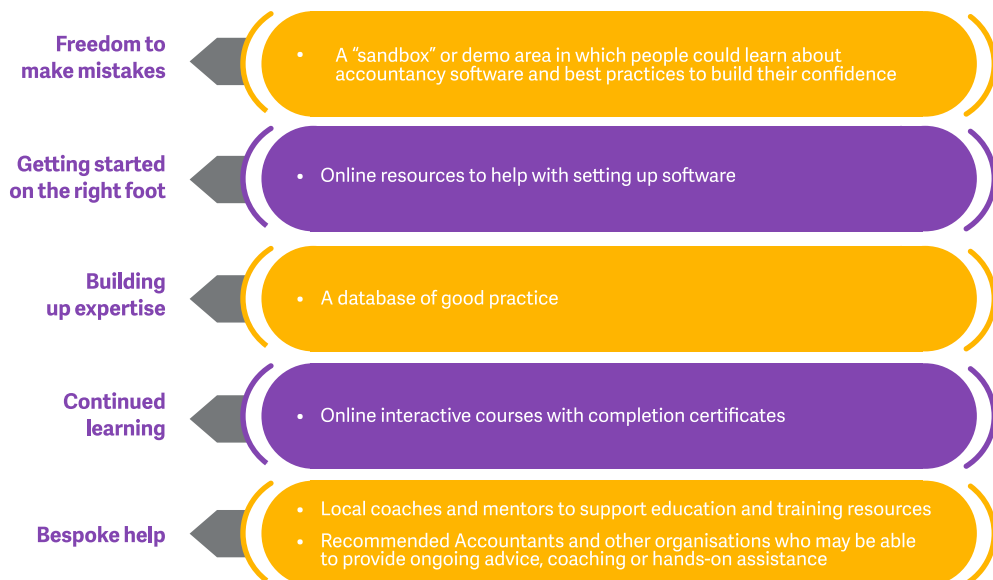 Freedom to
make mistakes
• A “sandbox” or demo area in which people could learn about
accountancy software and best practices to build their confidence
Getting started
on the right foot
• Online resources to help with setting up software
Building
up expertise
• A database of good practice
Continued
learning
• Online interactive courses with completion certificates
Bespoke help
• Local coaches and mentors to support education and training resources
• Recommended Accountants and other organisations who may be able
to provide ongoing advice, coaching or hands-on assistance